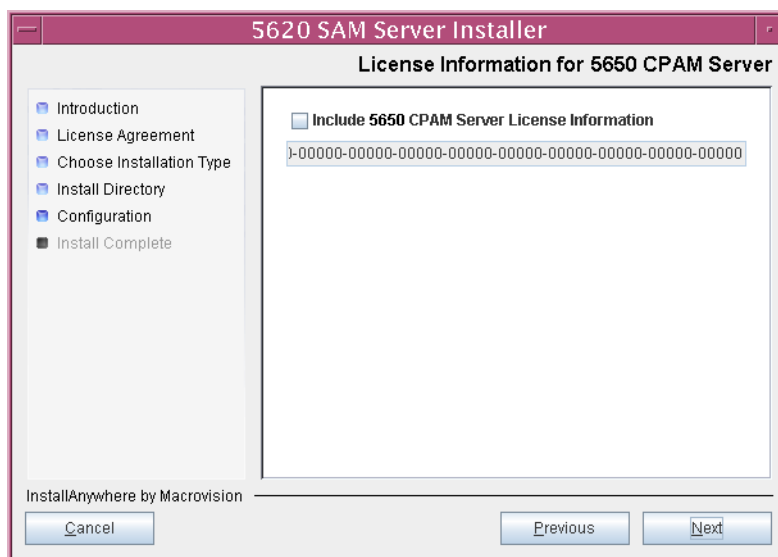 5620 SAM Server Installer
License Information for 5650 CPAM Server
Introduction
License Agreement
Choose Installation Type
Install Directory
Configuration
Install Complete
Include 5650 CPAM Server License Information
)-00000-00000-00000-00000-00000-00000-00000-00000-00000
InstallAnywhere by Macrovision
Cancel
Previous
Next